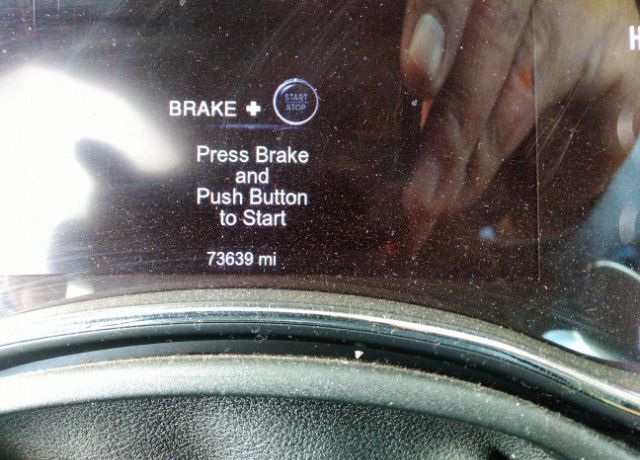 BRAKE + START STOP
Press Brake
and
Push Button
to Start
73639 mi
H